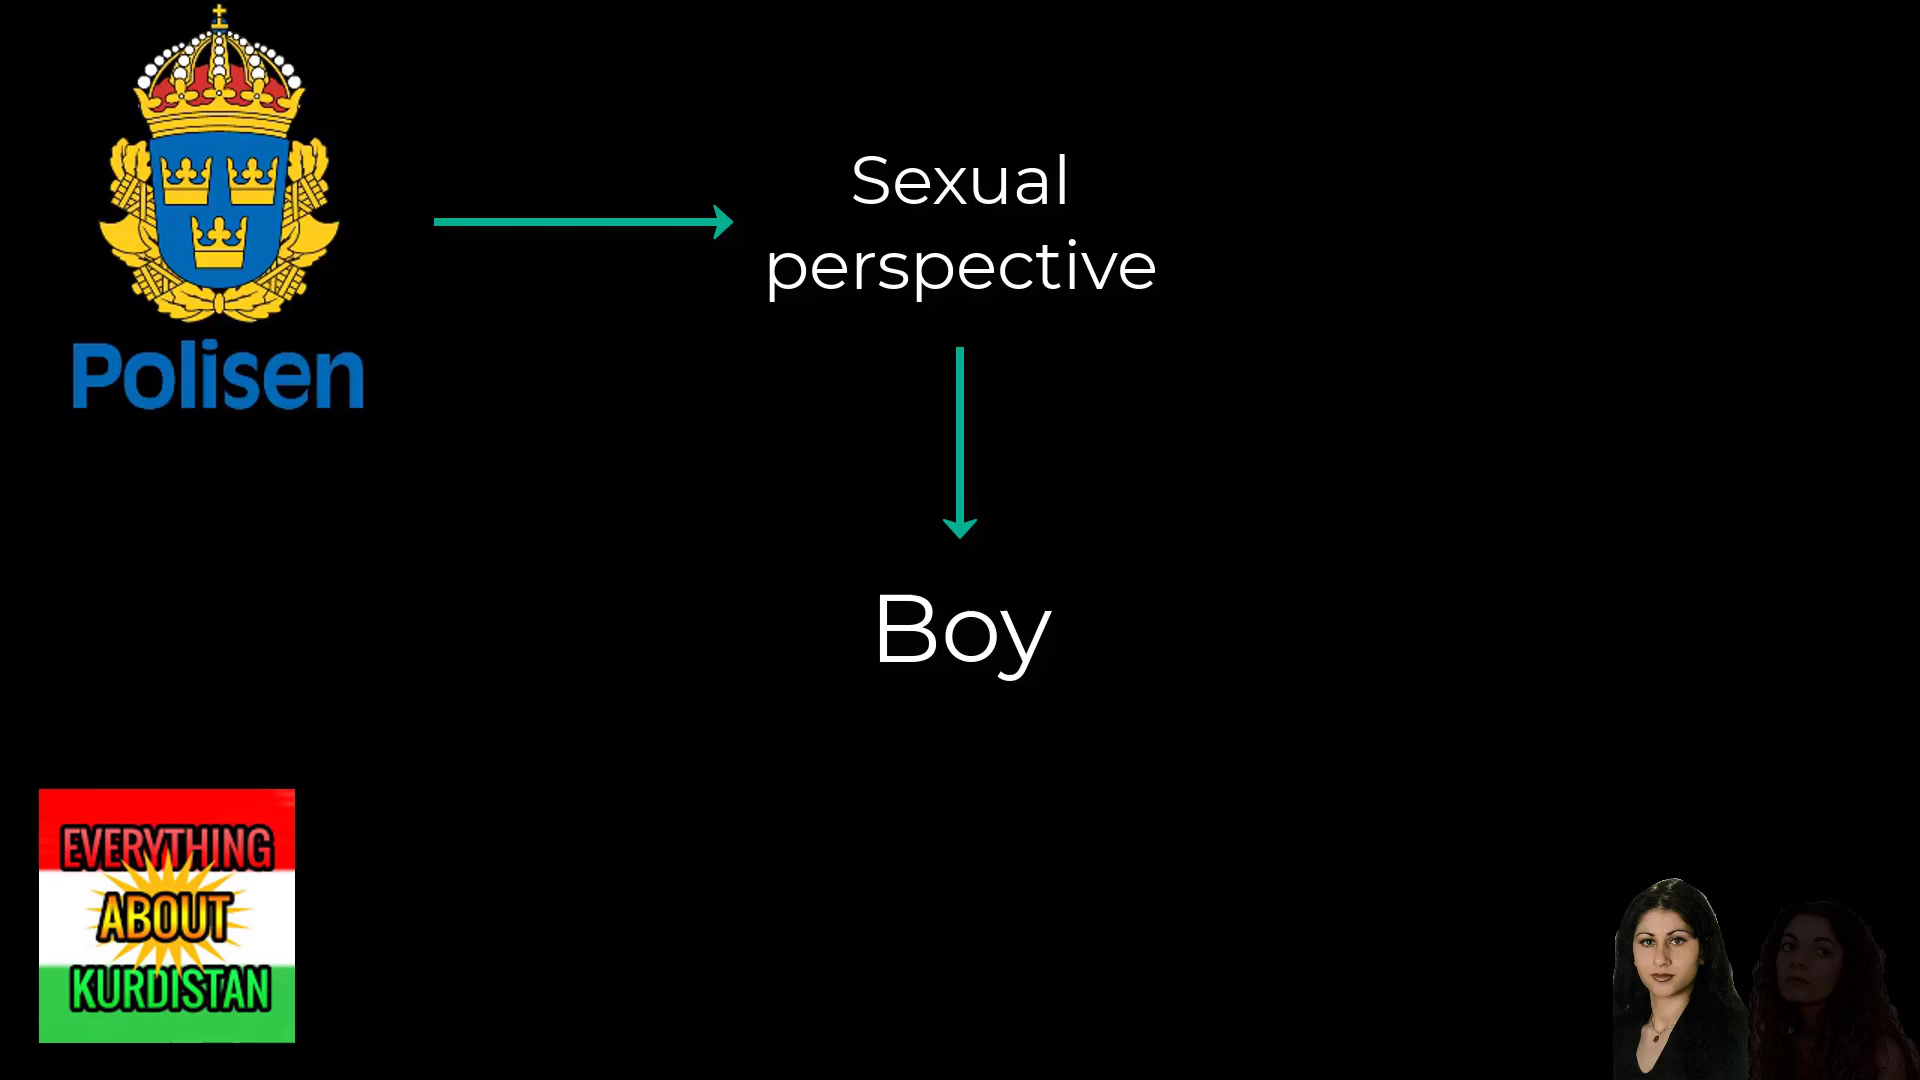 Polisen
Sexual
perspective
Boy
EVERYTHING
ABOUT
KURDISTAN